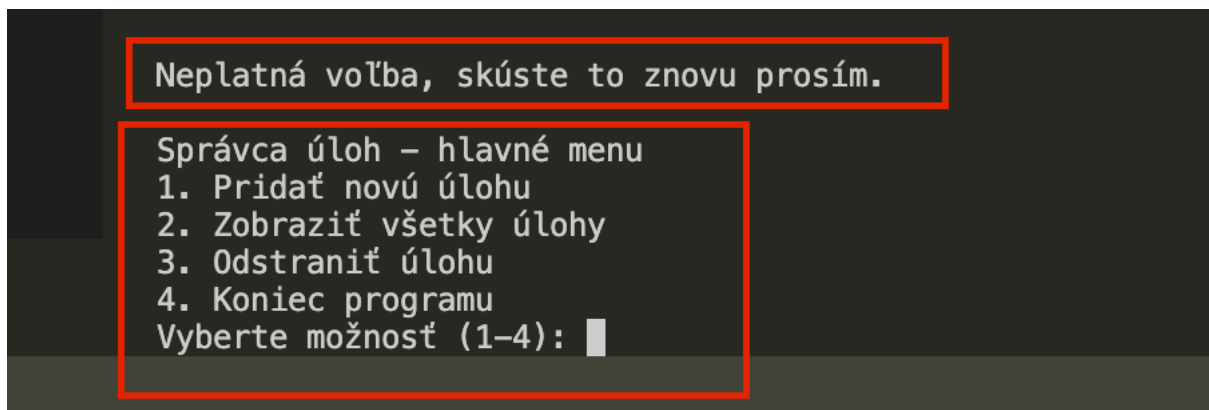 Neplatná voľba, skúste to znovu prosím.
Správca úloh – hlavné menu
1. Pridať novú úlohu
2. Zobraziť všetky úlohy
3. Odstraniť úlohu
4. Koniec programu
Vyberte možnosť (1–4):